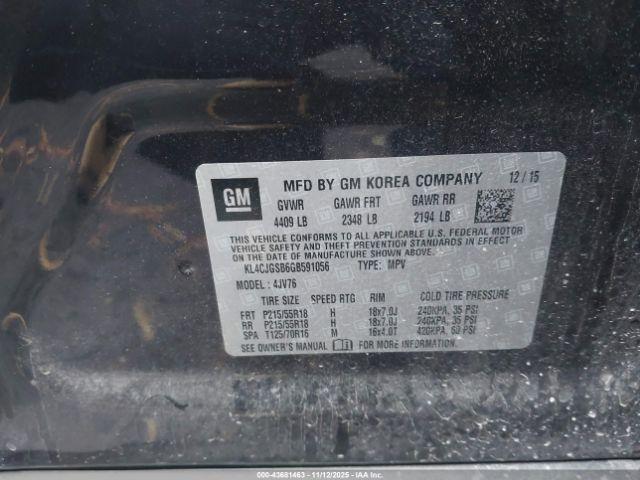 GM
MFD BY GM KOREA COMPANY 12 / 15
GVWR GAWR FRT GAWR RR
4409 LB 2348 LB 2194 LB
THIS VEHICLE CONFORMS TO ALL APPLICABLE U.S. FEDERAL MOTOR
VEHICLE SAFETY, AND THEFT PREVENTION STANDARDS IN EFFECT
ON THE DATE OF MANUFACTURE SHOWN ABOVE.
KL4CJGSB6GB591056 TYPE: MPV
MODEL: 4JV76
TIRE SIZE SPEED RTG RIM COLD TIRE PRESSURE
FRT P215/55R18 H 18x7.0J 240KPA, 35 PSI
RR P215/55R18 H 18x7.0J 240KPA, 35 PSI
SPA T125/70R16 M 16x4.0T 420KPA, 60 PSI
SEE OWNER'S MANUAL FOR MORE INFORMATION.
000-43681463 - 11/12/2025 - IAAI.COM